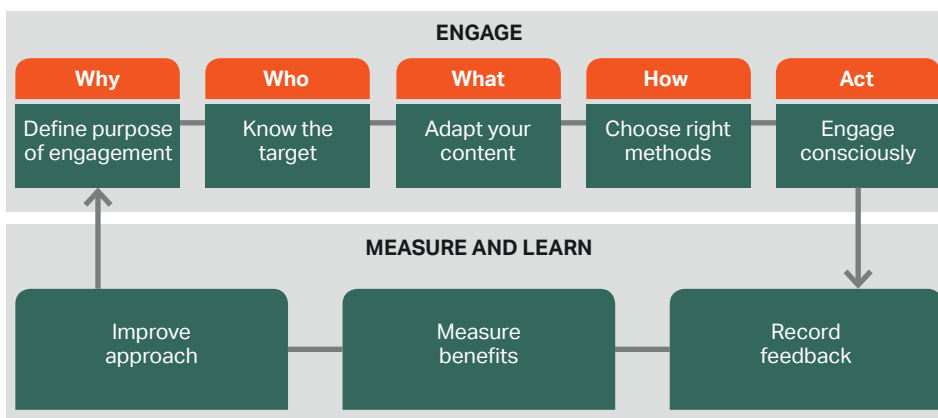 ENGAGE
Why
Who
What
How
Act
Define purpose
of engagement
Know the
target
Adapt your
content
Choose right
methods
Engage
consciously
MEASURE AND LEARN
Improve
approach
Measure
benefits
Record
feedback